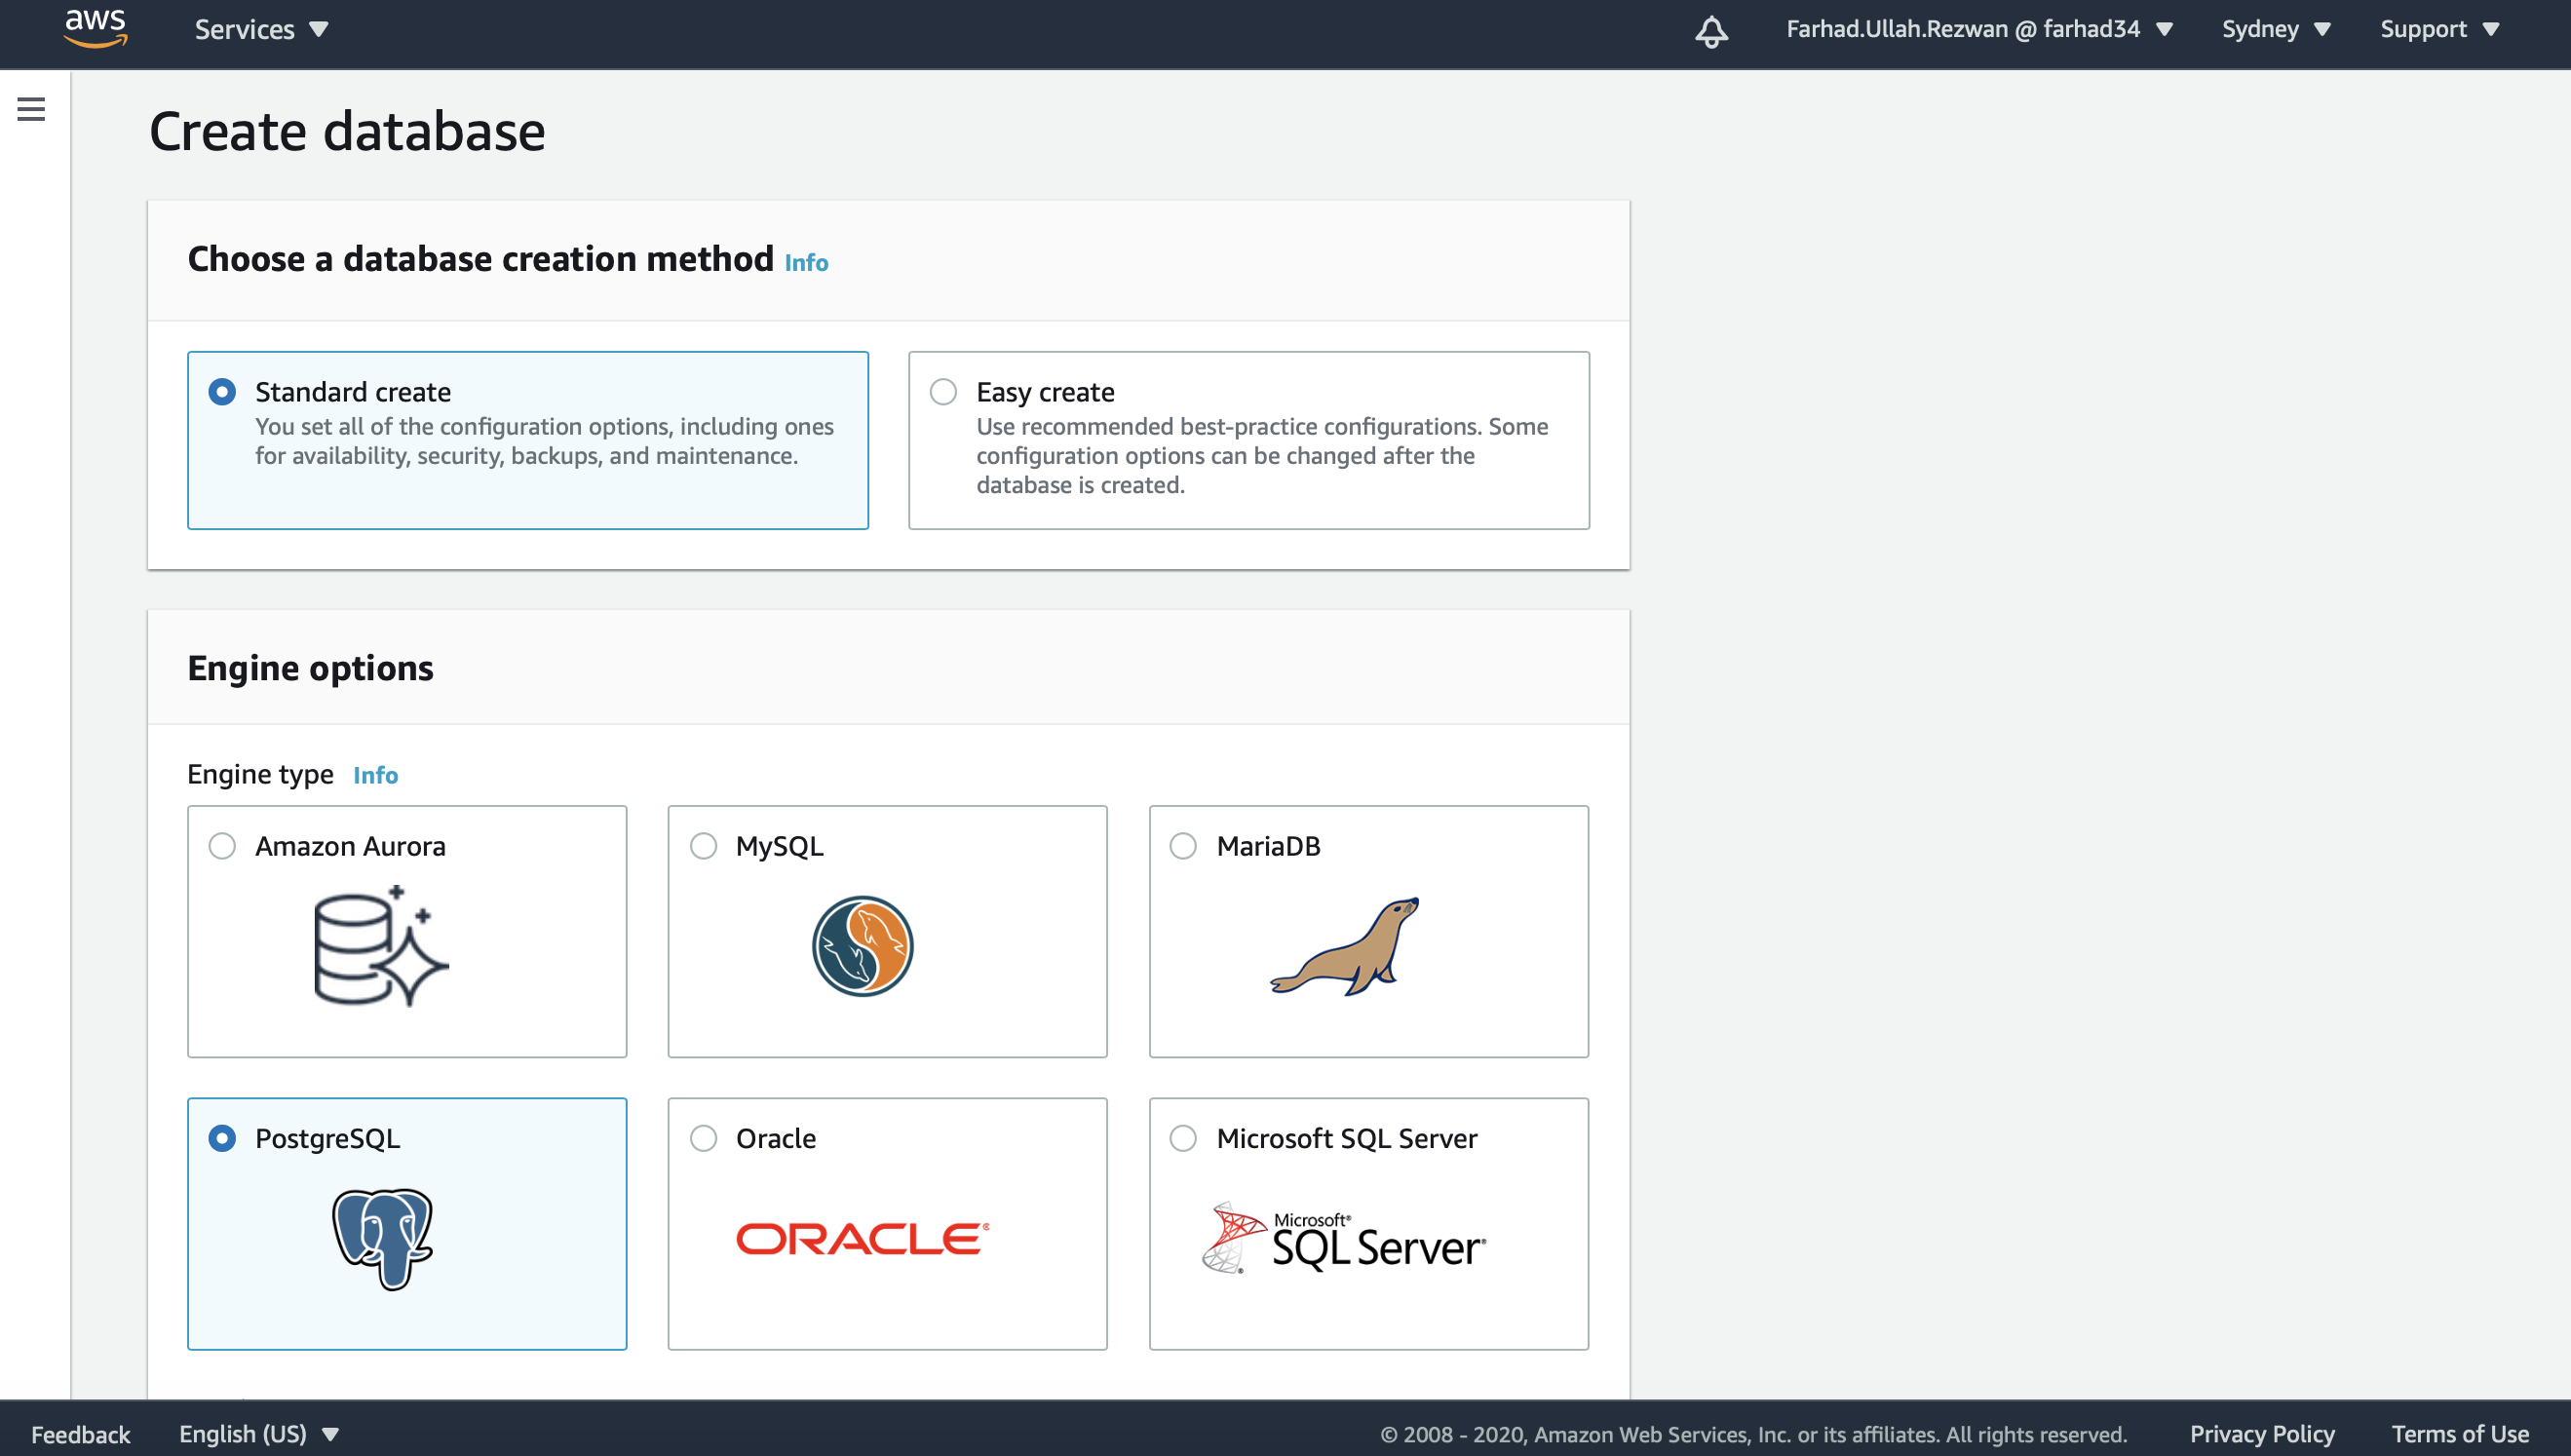 aws
Services
Farhad.Ullah.Rezwan @ farhad34
Sydney
Support
Create database
Choose a database creation method Info
Standard create
You set all of the configuration options, including ones
for availability, security, backups, and maintenance.
Easy create
Use recommended best-practice configurations. Some
configuration options can be changed after the
database is created.
Engine options
Engine type Info
Amazon Aurora
MySQL
MariaDB
PostgreSQL
Oracle
ORACLE
Microsoft SQL Server
Microsoft®
SQL Server®
Feedback
English (US)
© 2008 - 2020, Amazon Web Services, Inc. or its affiliates. All rights reserved.
Privacy Policy
Terms of Use